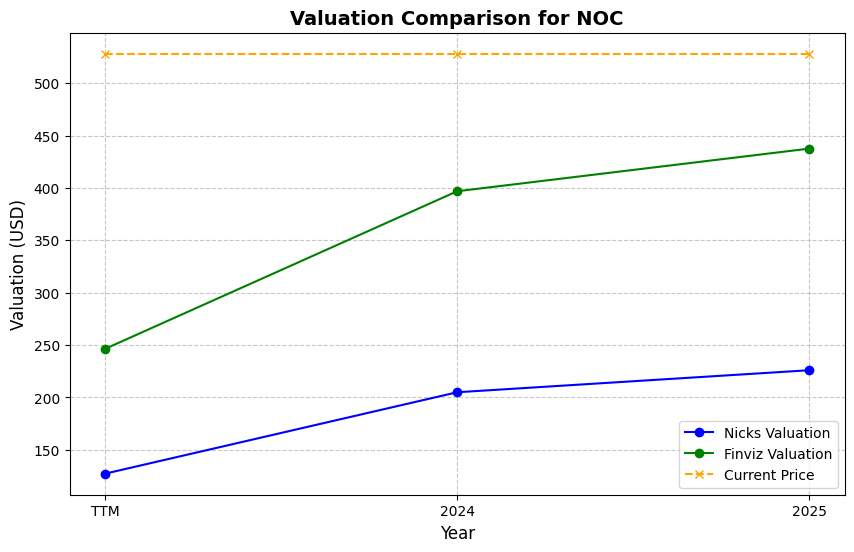 Valuation Comparison for NOC
Valuation (USD)
500
450
400
350
300
250
200
150
TTM
2024
2025
Year
Nicks Valuation
Finviz Valuation
Current Price